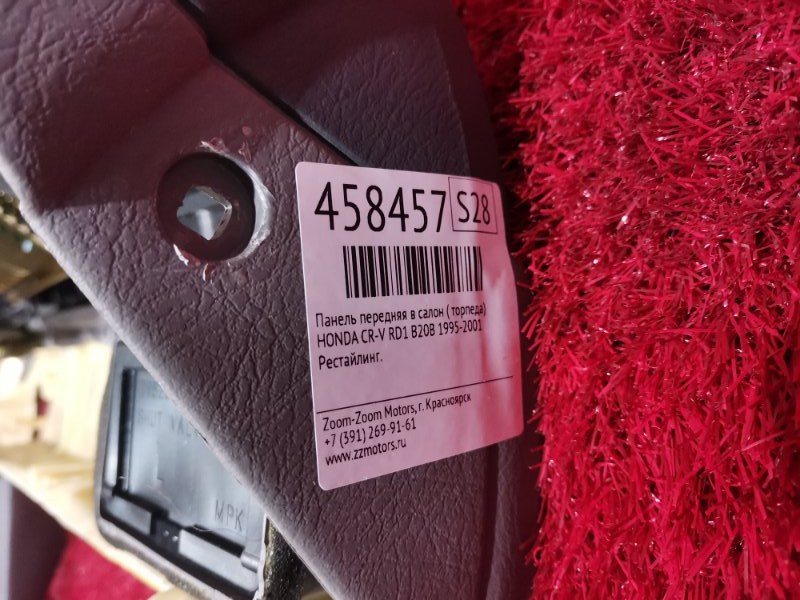 458457 S28
Панель передняя в салон ( торпеда)
HONDA CR-V RD1 B20B 1995-2001
Рестайлинг.
Zoom-Zoom Motors, г. Красноярск
+7 (391) 269-91-61
www.zzmotors.ru
MPK